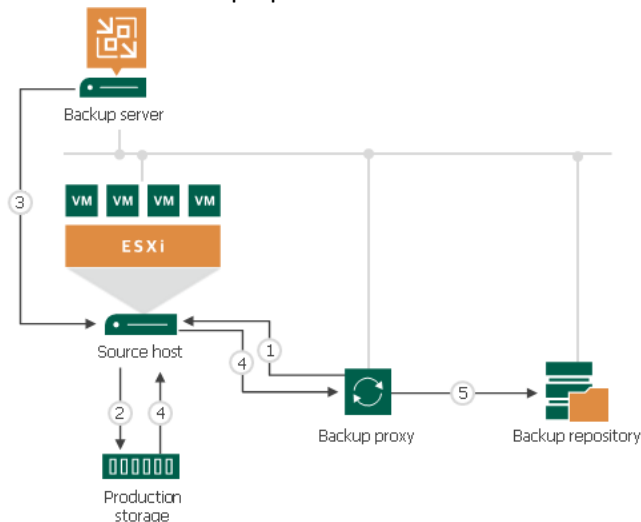 Backup server
3
VM VM VM VM
ESXi
Source host
1
4
2
4
5
Backup proxy
Backup repository
Production
storage